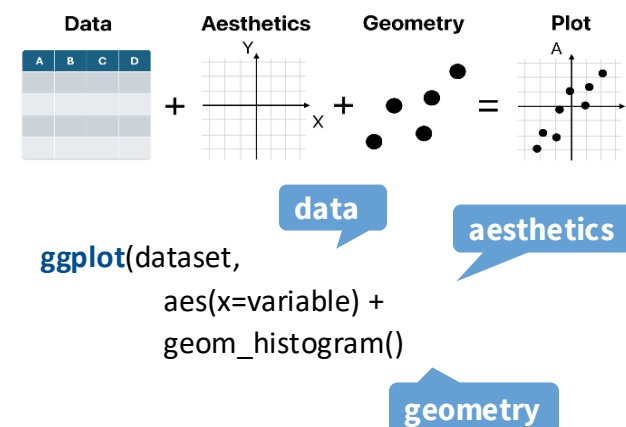 Data Aesthetics Geometry Plot
A B C D
Y
X
A
+ + =
data
aesthetics
ggplot(dataset,
aes(x=variable) +
geom_histogram()
geometry